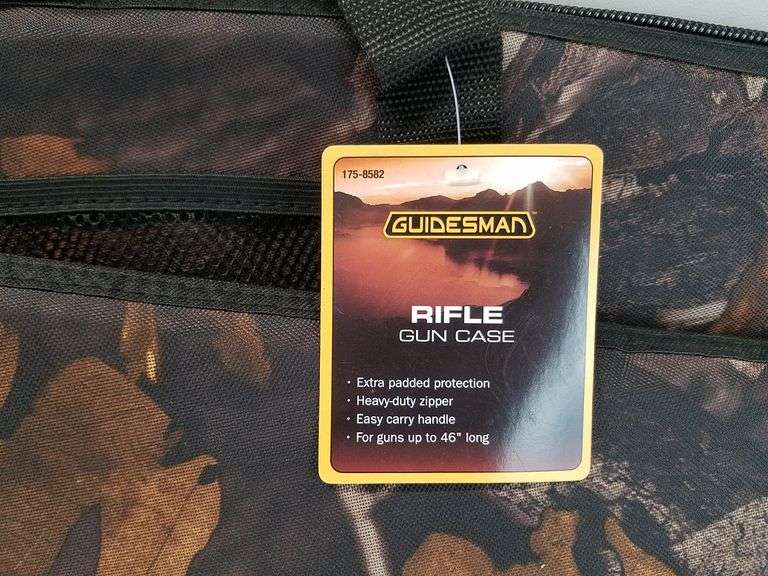 175-8582
GUIDESMAN™
RIFLE
GUN CASE
· Extra padded protection
· Heavy-duty zipper
· Easy carry handle
· For guns up to 46" long